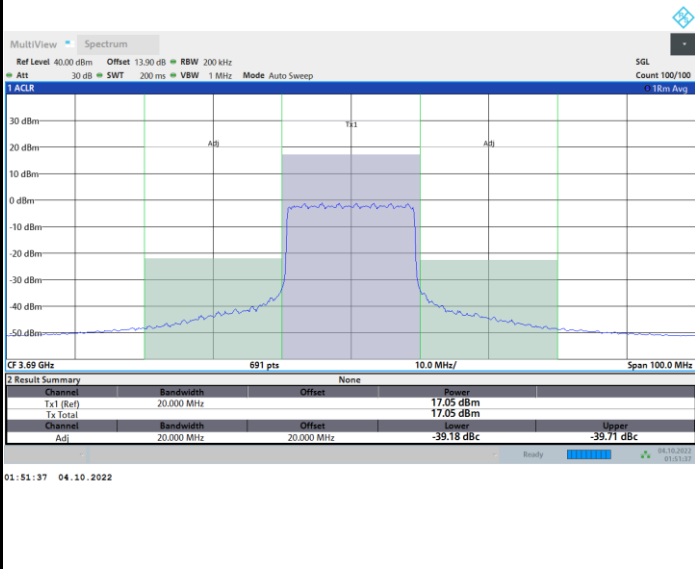 MultiView Spectrum
Ref Level 40.00 dBm Offset 13.90 dB RBW 200 kHz SGL
Att 30 dB SWT 200 ms VBW 1 MHz Mode Auto Sweep Count 100/100
1 ACLR 1Rm Avg
30 dBm
Tx1
20 dBm Adj Adj
10 dBm
0 dBm
-10 dBm
-20 dBm
-30 dBm
-40 dBm
-50 dBm
CF 3.69 GHz 691 pts 10.0 MHz/ Span 100.0 MHz
2 Result Summary None
Channel Bandwidth Offset Power
Tx1 (Ref) 20.000 MHz 17.05 dBm
Tx Total 17.05 dBm
Channel Bandwidth Offset Lower Upper
Adj 20.000 MHz 20.000 MHz -39.18 dBc -39.71 dBc
Ready 04.10.2022
01:51:37
01:51:37 04.10.2022